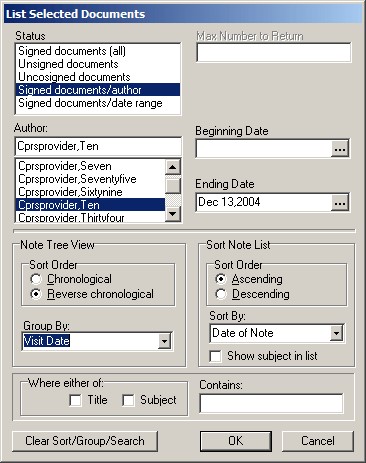 List Selected Documents
Status
Signed documents (all)
Unsigned documents
Uncosigned documents
Signed documents/author
Signed documents/date range
Max Number to Return
Author:
Cprsprovider,Ten
Cprsprovider,Seven
Cprsprovider,Seventyfive
Cprsprovider,Sixtynine
Cprsprovider,Ten
Cprsprovider,Thirtyfour
Beginning Date
...
Ending Date
Dec 13,2004 ...
Note Tree View
Sort Order
Chronological
Reverse chronological
Group By:
Visit Date
Sort Note List
Sort Order
Ascending
Descending
Sort By:
Date of Note
Show subject in list
Where either of:
Title Subject
Contains:
Clear Sort/Group/Search OK Cancel